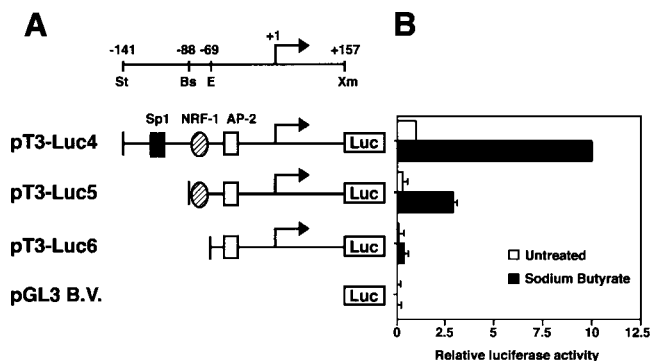 A
B
+1
-141 -88 -69 +157
St Bs E Xm
Sp1 NRF-1 AP-2
pT3-Luc4 Luc
pT3-Luc5 Luc
pT3-Luc6 Luc
pGL3 B.V. Luc
Untreated
Sodium Butyrate
0 2.5 5 7.5 10 12.5
Relative luciferase activity